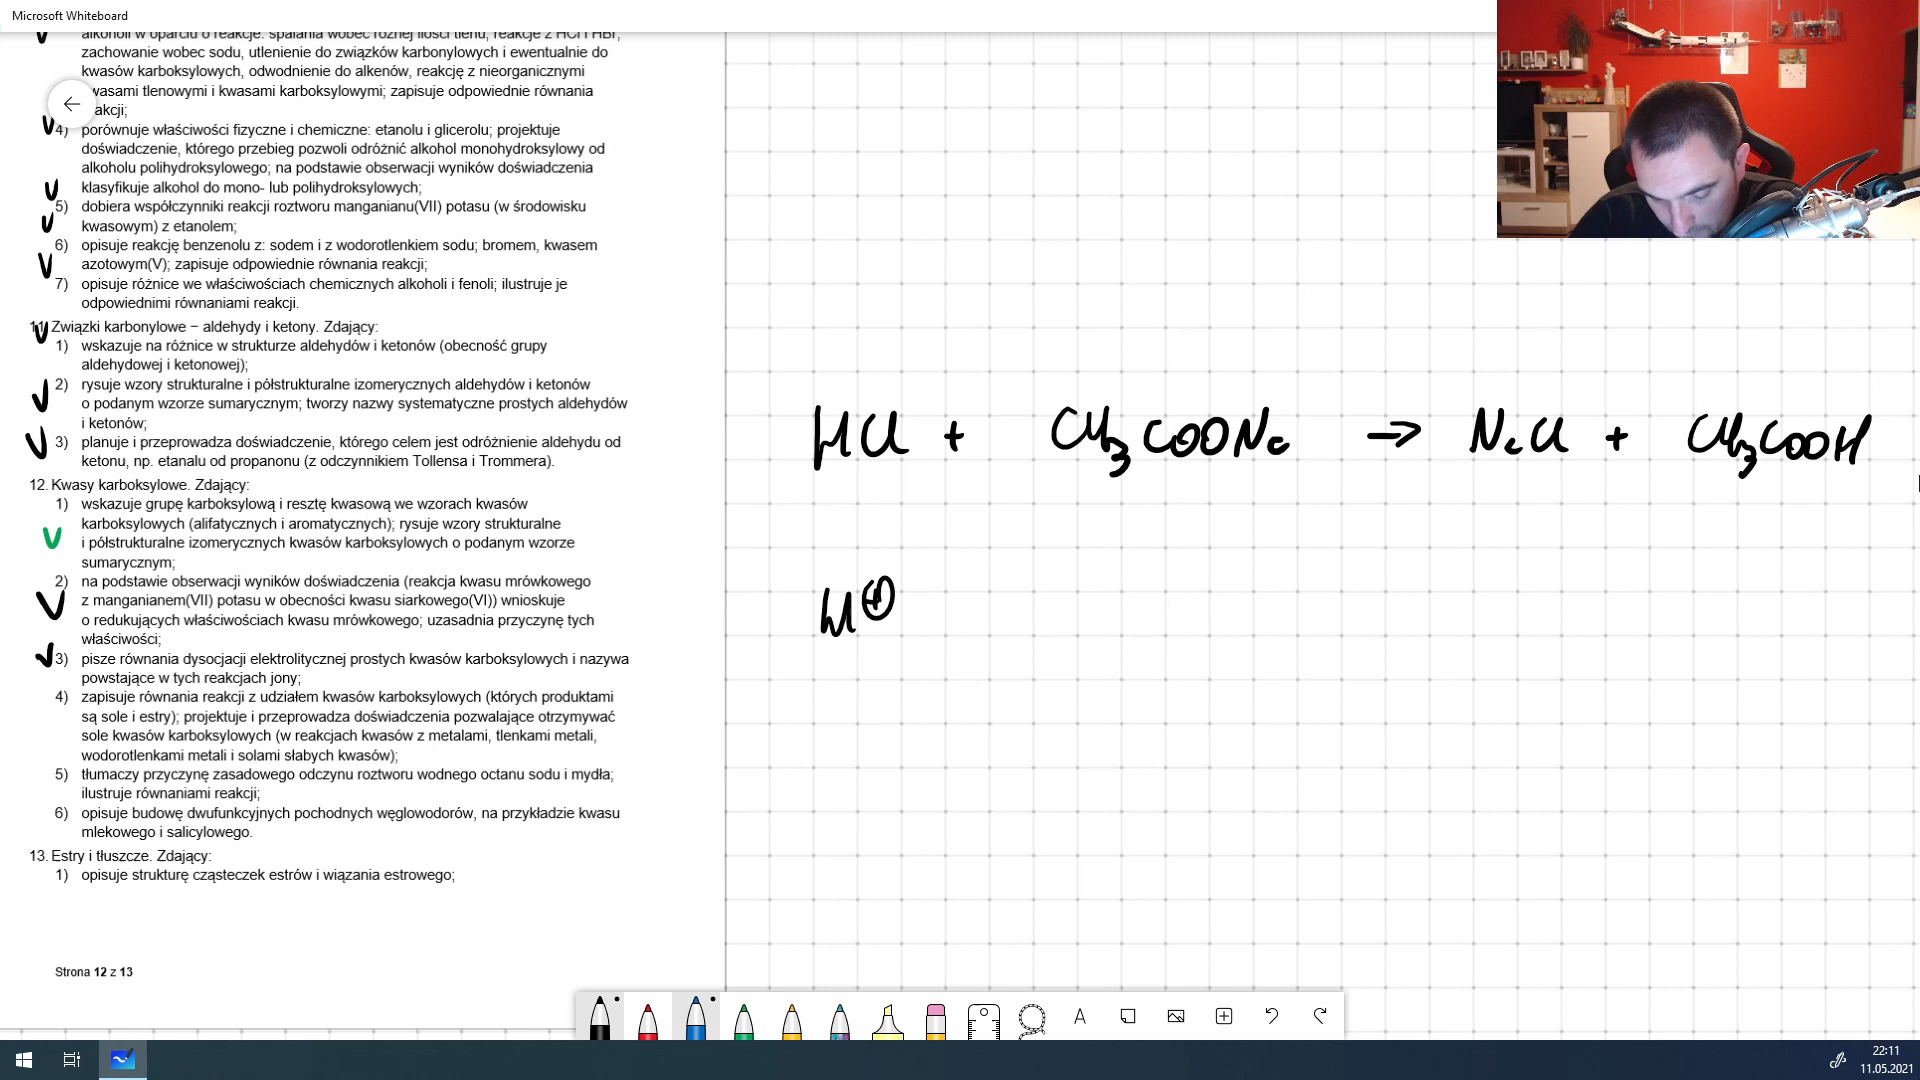 Microsoft Whiteboard
alkoholi w oparciu o reakcje: spalania wobec różnej ilości tlenu, reakcje z HCl i HBr,
zachowanie wobec sodu, utlenienie do związków karbonylowych i ewentualnie do
kwasów karboksylowych, odwodnienie do alkenów, reakcję z nieorganicznymi
kwasami tlenowymi i kwasami karboksylowymi; zapisuje odpowiednie równania
reakcji;
4) porównuje właściwości fizyczne i chemiczne: etanolu i glicerolu; projektuje
doświadczenie, którego przebieg pozwoli odróżnić alkohol monohydroksylowy od
alkoholu polihydroksylowego; na podstawie obserwacji wyników doświadczenia
klasyfikuje alkohol do mono- lub polihydroksylowych;
5) dobiera współczynniki reakcji roztworu manganianu(VII) potasu (w środowisku
kwasowym) z etanolem;
6) opisuje reakcję benzenolu z: sodem i z wodorotlenkiem sodu; bromem, kwasem
azotowym(V); zapisuje odpowiednie równania reakcji;
7) opisuje różnice we właściwościach chemicznych alkoholi i fenoli; ilustruje je
odpowiednimi równaniami reakcji.
11. Związki karbonylowe − aldehydy i ketony. Zdający:
1) wskazuje na różnice w strukturze aldehydów i ketonów (obecność grupy
aldehydowej i ketonowej);
2) rysuje wzory strukturalne i półstrukturalne izomerycznych aldehydów i ketonów
o podanym wzorze sumarycznym; tworzy nazwy systematyczne prostych aldehydów
i ketonów;
3) planuje i przeprowadza doświadczenie, którego celem jest odróżnienie aldehydu od
ketonu, np. etanalu od propanonu (z odczynnikiem Tollensa i Trommera).
12. Kwasy karboksylowe. Zdający:
1) wskazuje grupę karboksylową i resztę kwasową we wzorach kwasów
karboksylowych (alifatycznych i aromatycznych); rysuje wzory strukturalne
i półstrukturalne izomerycznych kwasów karboksylowych o podanym wzorze
sumarycznym;
2) na podstawie obserwacji wyników doświadczenia (reakcja kwasu mrówkowego
z manganianem(VII) potasu w obecności kwasu siarkowego(VI)) wnioskuje
o redukujących właściwościach kwasu mrówkowego; uzasadnia przyczynę tych
właściwości;
3) pisze równania dysocjacji elektrolitycznej prostych kwasów karboksylowych i nazywa
powstające w tych reakcjach jony;
4) zapisuje równania reakcji z udziałem kwasów karboksylowych (których produktami
są sole i estry); projektuje i przeprowadza doświadczenia pozwalające otrzymywać
sole kwasów karboksylowych (w reakcjach kwasów z metalami, tlenkami metali,
wodorotlenkami metali i solami słabych kwasów);
5) tłumaczy przyczynę zasadowego odczynu roztworu wodnego octanu sodu i mydła;
ilustruje równaniami reakcji;
6) opisuje budowę dwufunkcyjnych pochodnych węglowodorów, na przykładzie kwasu
mlekowego i salicylowego.
13. Estry i tłuszcze. Zdający:
1) opisuje strukturę cząsteczek estrów i wiązania estrowego;
Strona 12 z 13
HCl + CH₃COONa → NaCl + CH₃COOH
H⊕
22:11
11.05.2021